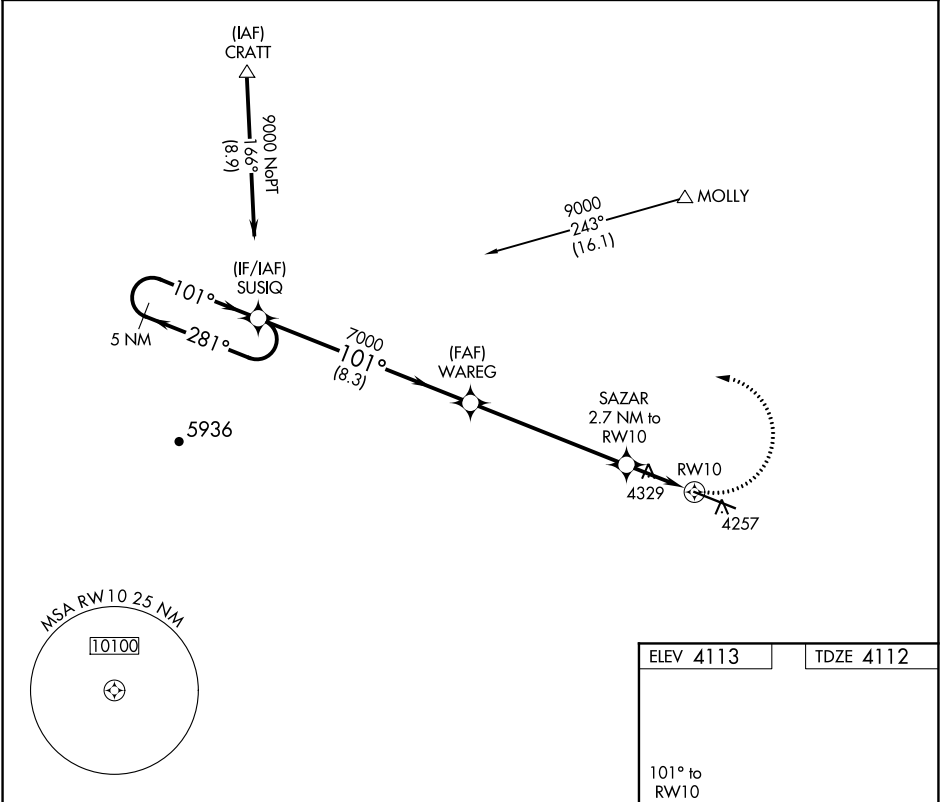 (IAF)
CRATT
9000 NoPT
166°
(8.9)
MOLLY
9000
243°
(16.1)
(IF/IAF)
SUSIQ
101°
281°
5 NM
7000
101°
(8.3)
(FAF)
WAREG
SAZAR
2.7 NM to
RW10
RW10
4329
4257
5936
MSA RW10 25 NM
10100
ELEV 4113
TDZE 4112
101° to
RW10